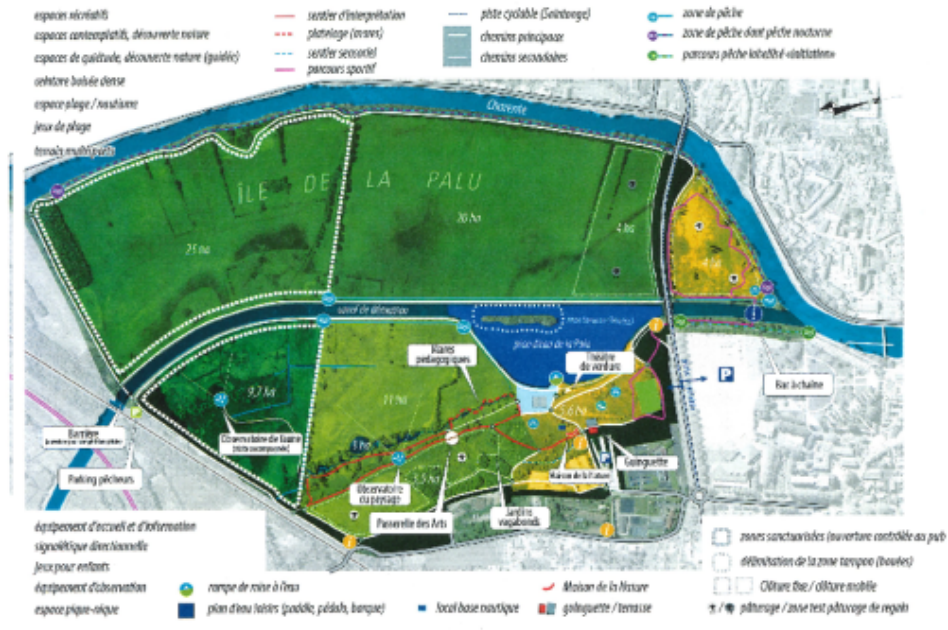 espaces récréatifs
espaces contemplatifs, découverte nature
espaces de quiétude, découverte nature (guidée)
ceinture boisée dense
espace plage / nautisme
jeux de plage
terrain multisports
sentier d'interprétation
platelage (marais)
sentier sensoriel
parcours sportif
piste cyclable (Saintonge)
chemins principaux
chemins secondaires
zone de pêche
zone de pêche dont pêche nocturne
parcours pêche labellisé «initiation»
Charente
ÎLE DE LA PALU
25 ha
70 ha
4 ha
4 ha
canal de dérivation
plan d'eau de la Palu
Mares pédagogiques
Théâtre de verdure
9,7 ha
11 ha
Bac à chaîne
Barrière
Observatoire de faune
Parking pêcheurs
Observatoire du paysage
Passerelle des Arts
Jardins vagabonds
Maison de la Nature
Guinguette
P
P
P
équipement d'accueil et d'information
signalétique directionnelle
jeux pour enfants
équipement d'observation
espace pique-nique
rampe de mise à l'eau
plan d'eau loisirs (paddle, pédalo, barque)
local base nautique
Maison de la Nature
guinguette / terrasse
zones sanctuarisées (ouverture contrôlée au pub
délimitation de la zone tampon (bouées)
Clôture fixe / clôture mobile
pâturage / zone test pâturage de regain